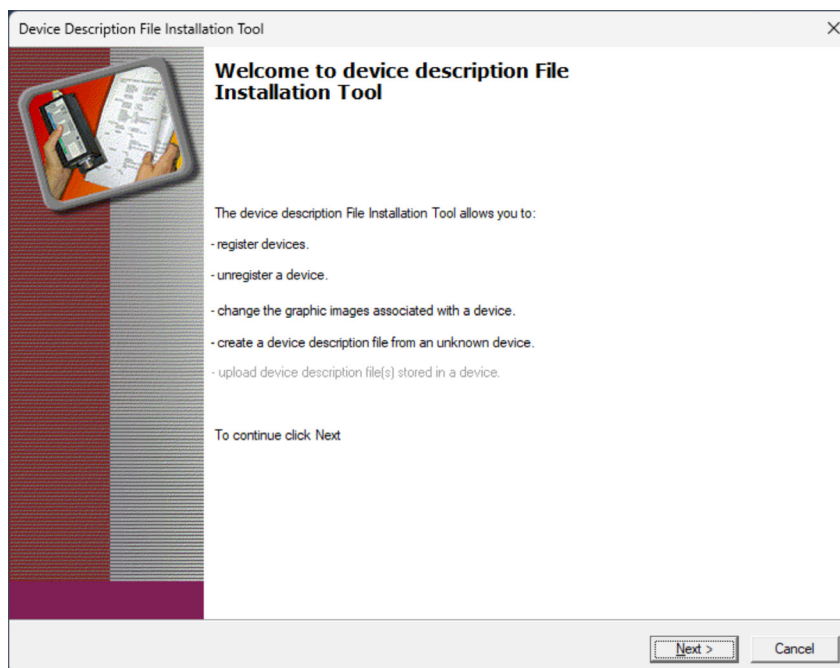 Device Description File Installation Tool
Welcome to device description File
Installation Tool
The device description File Installation Tool allows you to:
- register devices.
- unregister a device.
- change the graphic images associated with a device.
- create a device description file from an unknown device.
- upload device description file(s) stored in a device.
To continue click Next
Next >
Cancel